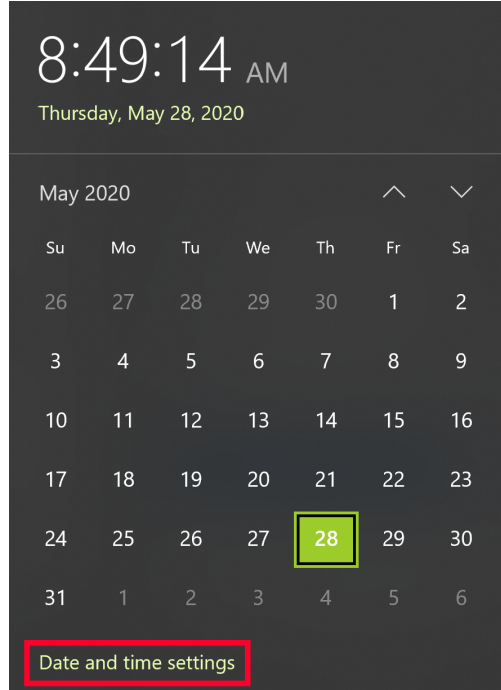 8:49:14 AM
Thursday, May 28, 2020
May 2020
Su Mo Tu We Th Fr Sa
26 27 28 29 30 1 2
3 4 5 6 7 8 9
10 11 12 13 14 15 16
17 18 19 20 21 22 23
24 25 26 27 28 29 30
31 1 2 3 4 5 6
Date and time settings